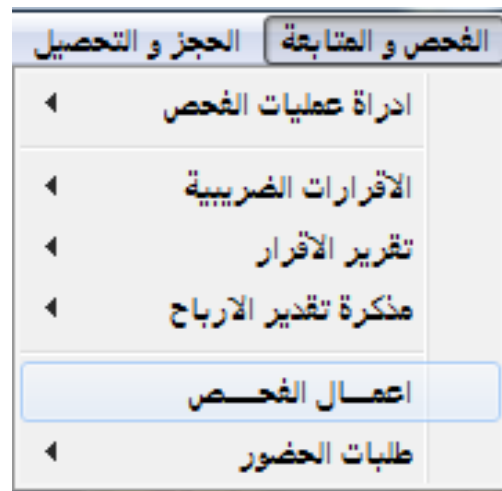 الفحص و المتابعة الحجز و التحصيل
ادراة عمليات الفحص
الاقرارات الضريبية
تقرير الاقرار
مذكرة تقدير الارباح
اعمـــال الفحـــص
طلبات الحضور